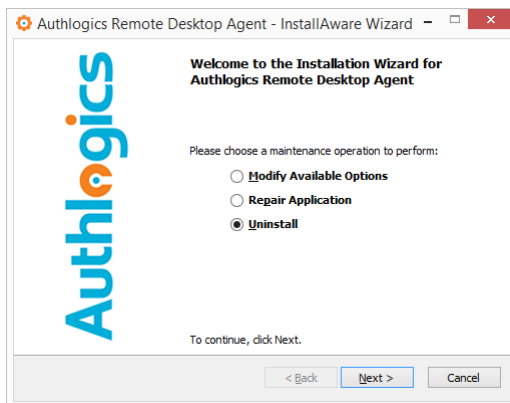 Authlogics Remote Desktop Agent - InstallAware Wizard
Authlogics
Welcome to the Installation Wizard for
Authlogics Remote Desktop Agent
Please choose a maintenance operation to perform:
Modify Available Options
Repair Application
Uninstall
To continue, click Next.
< Back
Next >
Cancel